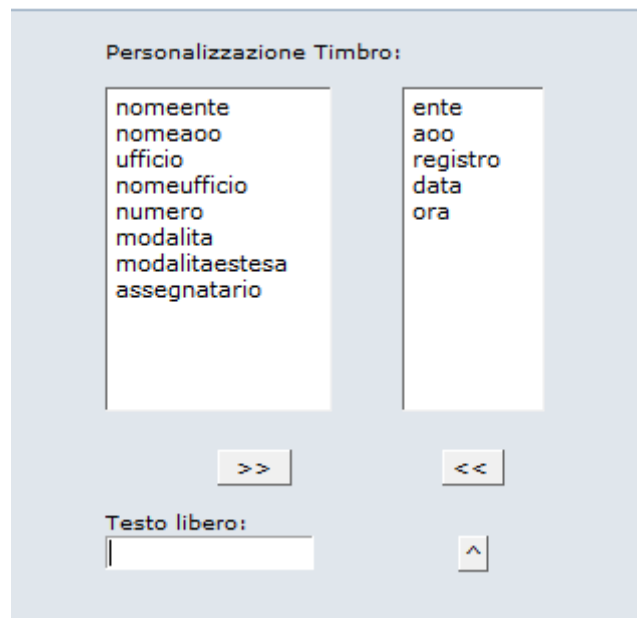 Personalizzazione Timbro:
nomeente
nomeaoo
ufficio
nomeufficio
numero
modalita
modalitaestesa
assegnatario
ente
aoo
registro
data
ora
>>
<<
Testo libero:
^